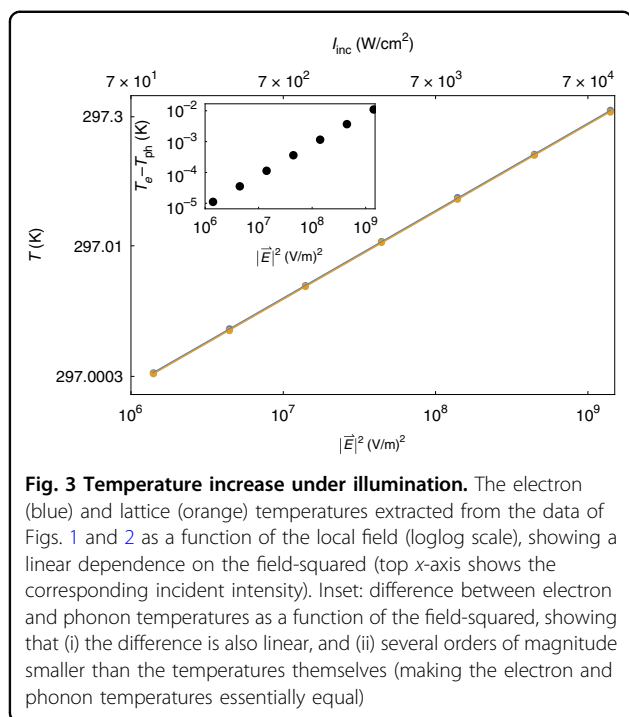 I_inc (W/cm²)
7 × 10¹ 7 × 10² 7 × 10³ 7 × 10⁴
297.3
297.01
297.0003
T (K)
10⁻²
10⁻³
10⁻⁴
10⁻⁵
T_e–T_ph (K)
10⁶ 10⁷ 10⁸ 10⁹
|E⃗|² (V/m)²
10⁶ 10⁷ 10⁸ 10⁹
|E⃗|² (V/m)²
Fig. 3 Temperature increase under illumination. The electron
(blue) and lattice (orange) temperatures extracted from the data of
Figs. 1 and 2 as a function of the local field (loglog scale), showing a
linear dependence on the field-squared (top x-axis shows the
corresponding incident intensity). Inset: difference between electron
and phonon temperatures as a function of the field-squared, showing
that (i) the difference is also linear, and (ii) several orders of magnitude
smaller than the temperatures themselves (making the electron and
phonon temperatures essentially equal)